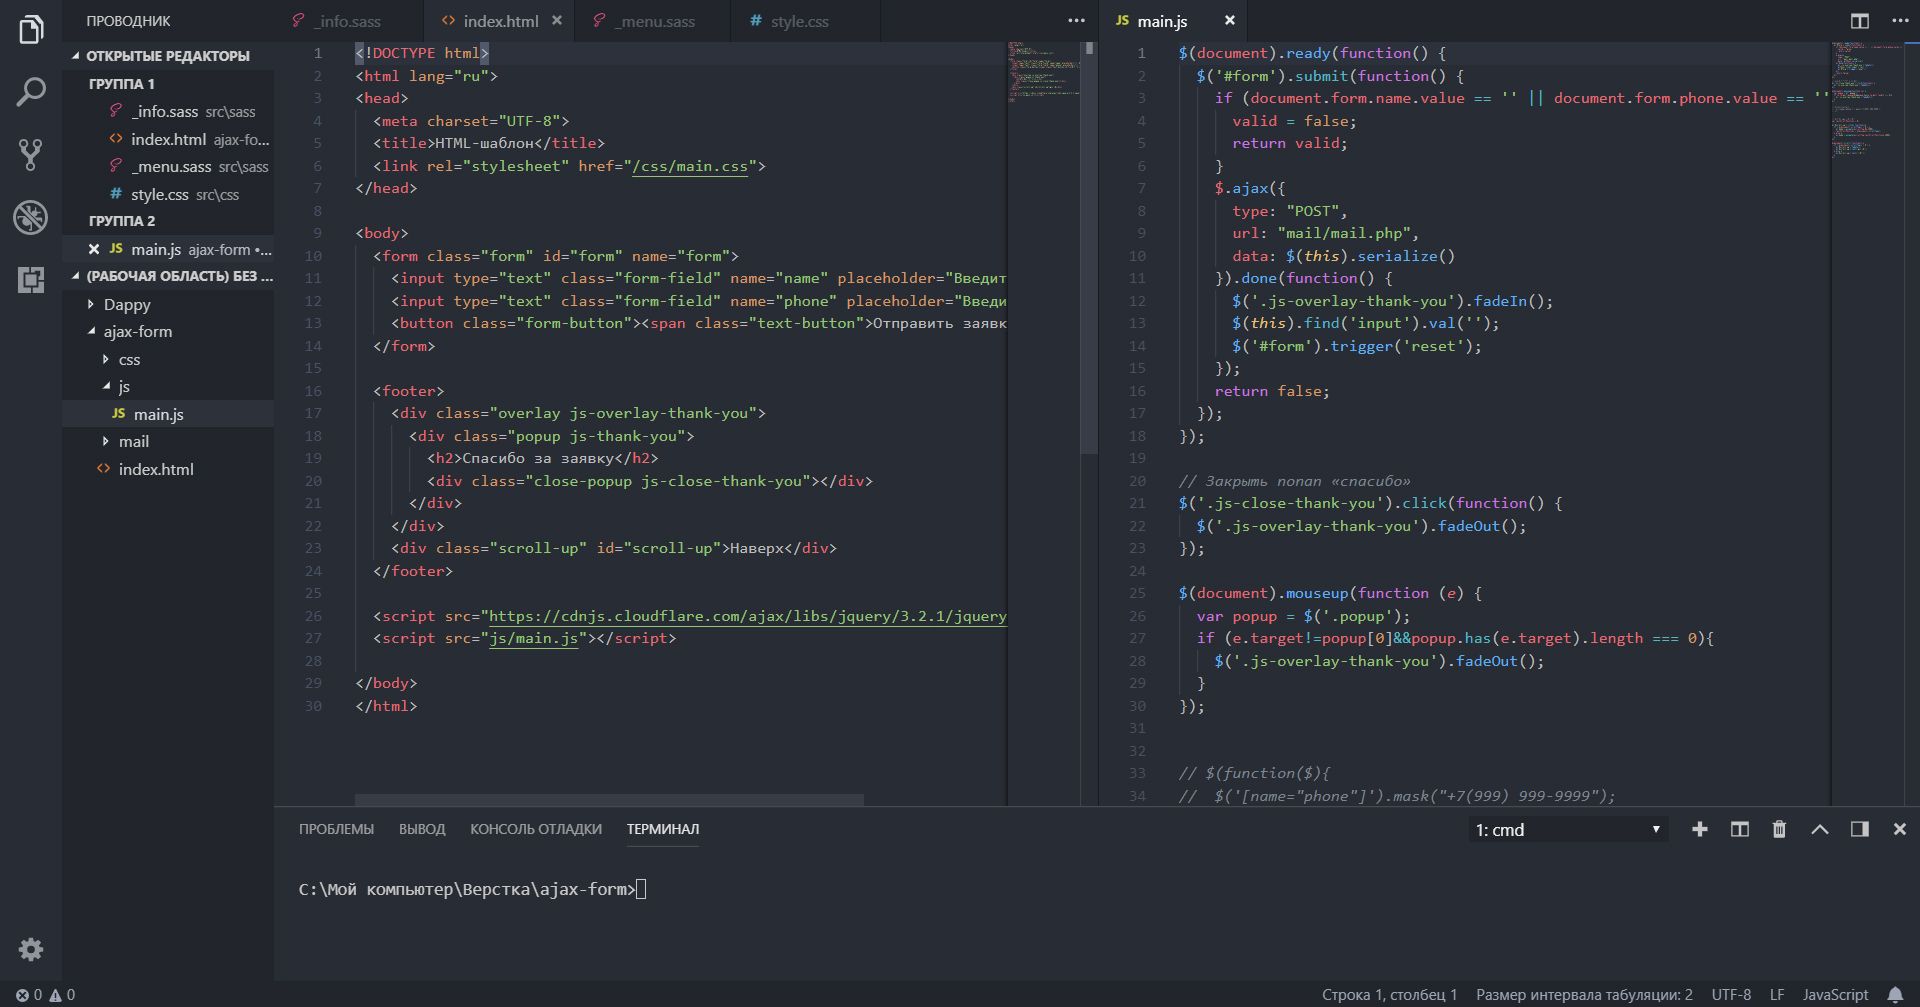 ПРОВОДНИК
ОТКРЫТЫЕ РЕДАКТОРЫ
ГРУППА 1
_info.sass src\sass
index.html ajax-fo...
_menu.sass src\sass
style.css src\css
ГРУППА 2
main.js ajax-form •...
(РАБОЧАЯ ОБЛАСТЬ) БЕЗ ...
Dappy
ajax-form
css
js
JS main.js
mail
index.html
_info.sass
index.html
_menu.sass
# style.css
1 <!DOCTYPE html>
2 <html lang="ru">
3 <head>
4 <meta charset="UTF-8">
5 <title>HTML-шаблон</title>
6 <link rel="stylesheet" href="/css/main.css">
7 </head>
8
9 <body>
10 <form class="form" id="form" name="form">
11 <input type="text" class="form-field" name="name" placeholder="Введит
12 <input type="text" class="form-field" name="phone" placeholder="Введи
13 <button class="form-button"><span class="text-button">Отправить заявк
14 </form>
15
16 <footer>
17 <div class="overlay js-overlay-thank-you">
18 <div class="popup js-thank-you">
19 <h2>Спасибо за заявку</h2>
20 <div class="close-popup js-close-thank-you"></div>
21 </div>
22 </div>
23 <div class="scroll-up" id="scroll-up">Наверх</div>
24 </footer>
25
26 <script src="https://cdnjs.cloudflare.com/ajax/libs/jquery/3.2.1/jquery
27 <script src="js/main.js"></script>
28
29 </body>
30 </html>
JS main.js
1 $(document).ready(function() {
2 $('#form').submit(function() {
3 if (document.form.name.value == '' || document.form.phone.value == ''
4 valid = false;
5 return valid;
6 }
7 $.ajax({
8 type: "POST",
9 url: "mail/mail.php",
10 data: $(this).serialize()
11 }).done(function() {
12 $('.js-overlay-thank-you').fadeIn();
13 $(this).find('input').val('');
14 $('#form').trigger('reset');
15 });
16 return false;
17 });
18 });
19
20 // Закрыть попап «спасибо»
21 $('.js-close-thank-you').click(function() {
22 $('.js-overlay-thank-you').fadeOut();
23 });
24
25 $(document).mouseup(function (e) {
26 var popup = $('.popup');
27 if (e.target!=popup[0]&&popup.has(e.target).length === 0){
28 $('.js-overlay-thank-you').fadeOut();
29 }
30 });
31
32
33 // $(function($){
34 // $('[name="phone"]').mask("+7(999) 999-9999");
ПРОБЛЕМЫ ВЫВОД КОНСОЛЬ ОТЛАДКИ ТЕРМИНАЛ
1: cmd
C:\Мой компьютер\Верстка\ajax-form>
0 0
Строка 1, столбец 1 Размер интервала табуляции: 2 UTF-8 LF JavaScript